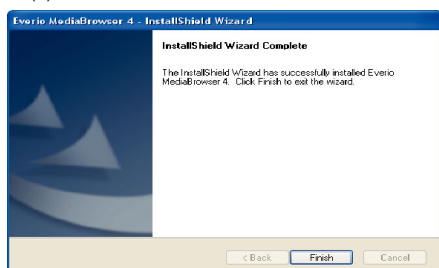 Everio MediaBrowser 4 - InstallShield Wizard
InstallShield Wizard Complete
The InstallShield Wizard has successfully installed Everio
MediaBrowser 4. Click Finish to exit the wizard.
< Back
Finish
Cancel